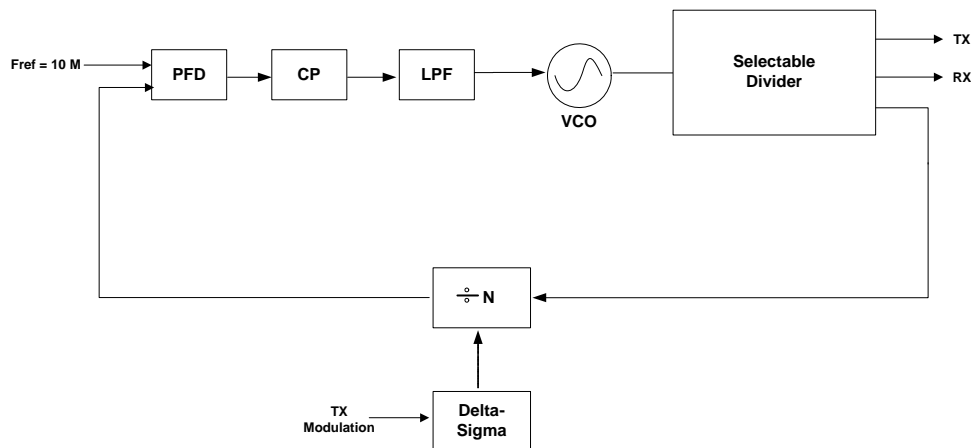 Fref = 10 M
PFD
CP
LPF
VCO
Selectable
Divider
TX
RX
÷ N
TX
Modulation
Delta-
Sigma